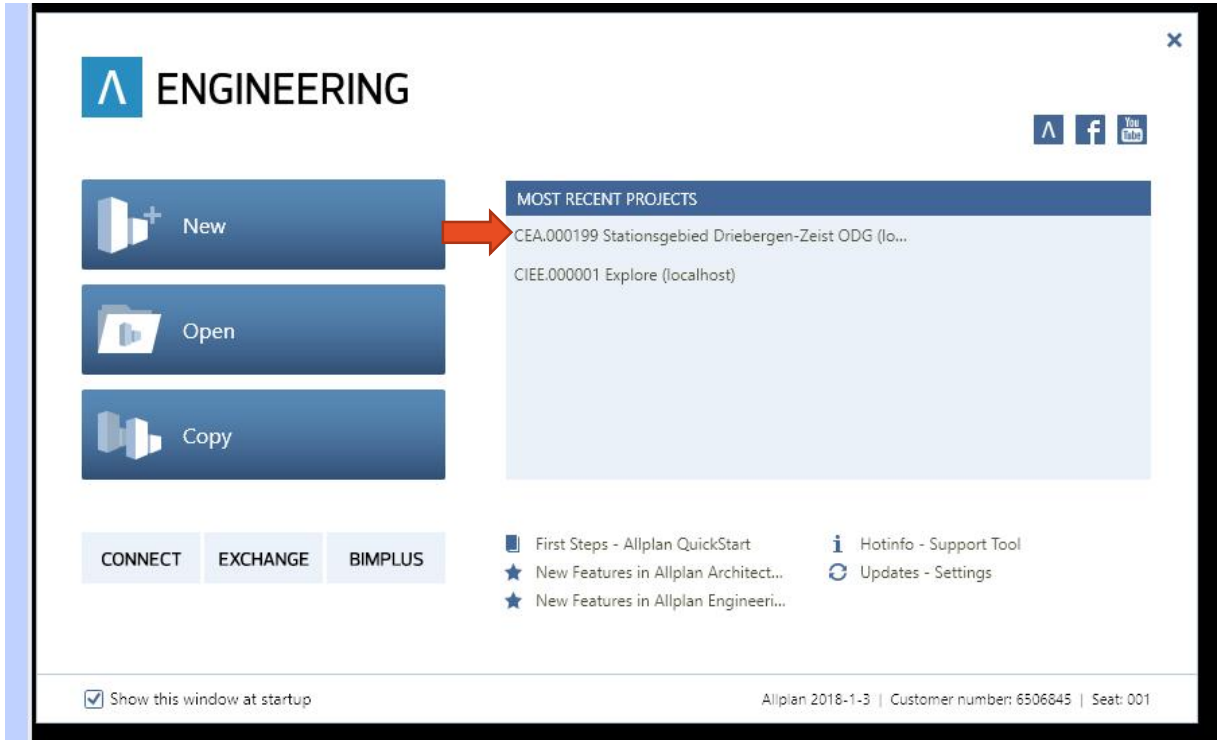 Λ ENGINEERING
You
Tube
New
Open
Copy
MOST RECENT PROJECTS
CEA.000199 Stationsgebied Driebergen-Zeist ODG (lo...
CIEE.000001 Explore (localhost)
CONNECT EXCHANGE BIMPLUS
First Steps - Allplan QuickStart
New Features in Allplan Architect...
New Features in Allplan Engineeri...
Hotinfo - Support Tool
Updates - Settings
Show this window at startup
Allplan 2018-1-3 | Customer number: 6506845 | Seat: 001